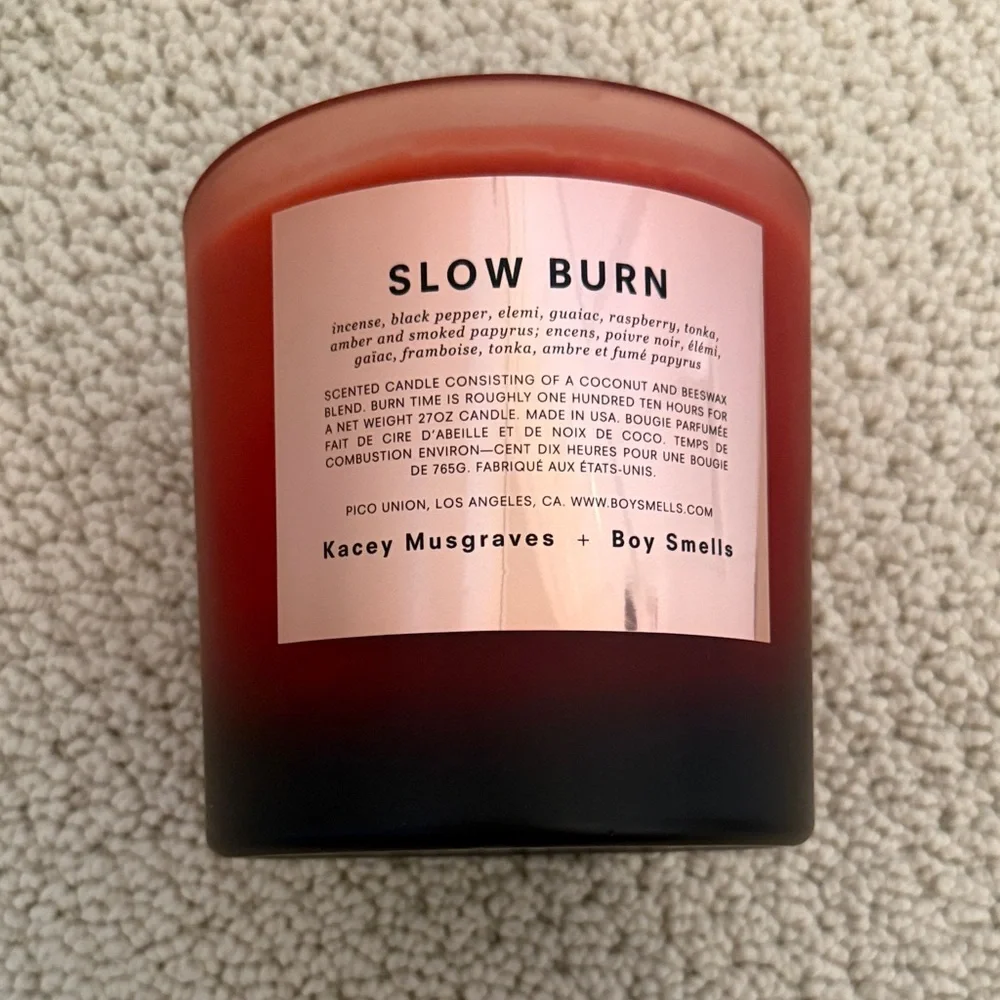 SLOW BURN
incense, black pepper, elemi, guaiac, raspberry, tonka,
amber and smoked papyrus; encens, poivre noir, élémi,
gaïac, framboise, tonka, ambre et fumé papyrus
SCENTED CANDLE CONSISTING OF A COCONUT AND BEESWAX
BLEND. BURN TIME IS ROUGHLY ONE HUNDRED TEN HOURS FOR
A NET WEIGHT 27OZ CANDLE. MADE IN USA. BOUGIE PARFUMÉE
FAIT DE CIRE D'ABEILLE ET DE NOIX DE COCO. TEMPS DE
COMBUSTION ENVIRON—CENT DIX HEURES POUR UNE BOUGIE
DE 765G. FABRIQUÉ AUX ÉTATS-UNIS.
PICO UNION, LOS ANGELES, CA. WWW.BOYSMELLS.COM
Kacey Musgraves + Boy Smells